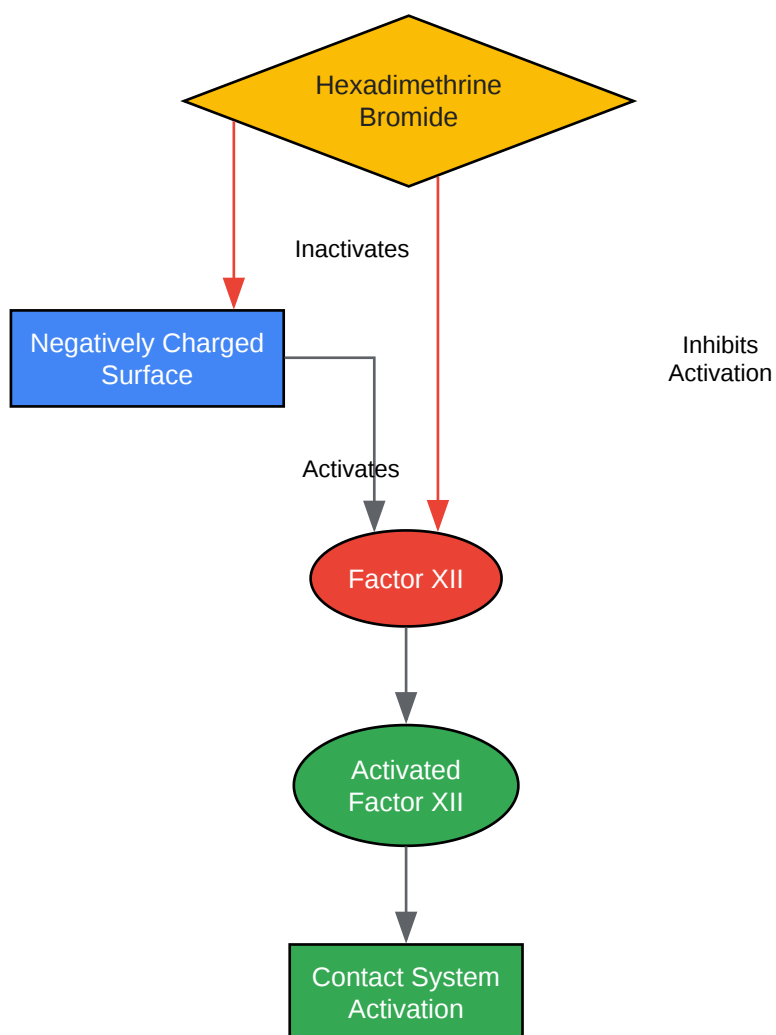 Hexadimethrine
Bromide
Inactivates
Negatively Charged
Surface
Inhibits
Activation
Activates
Factor XII
Activated
Factor XII
Contact System
Activation